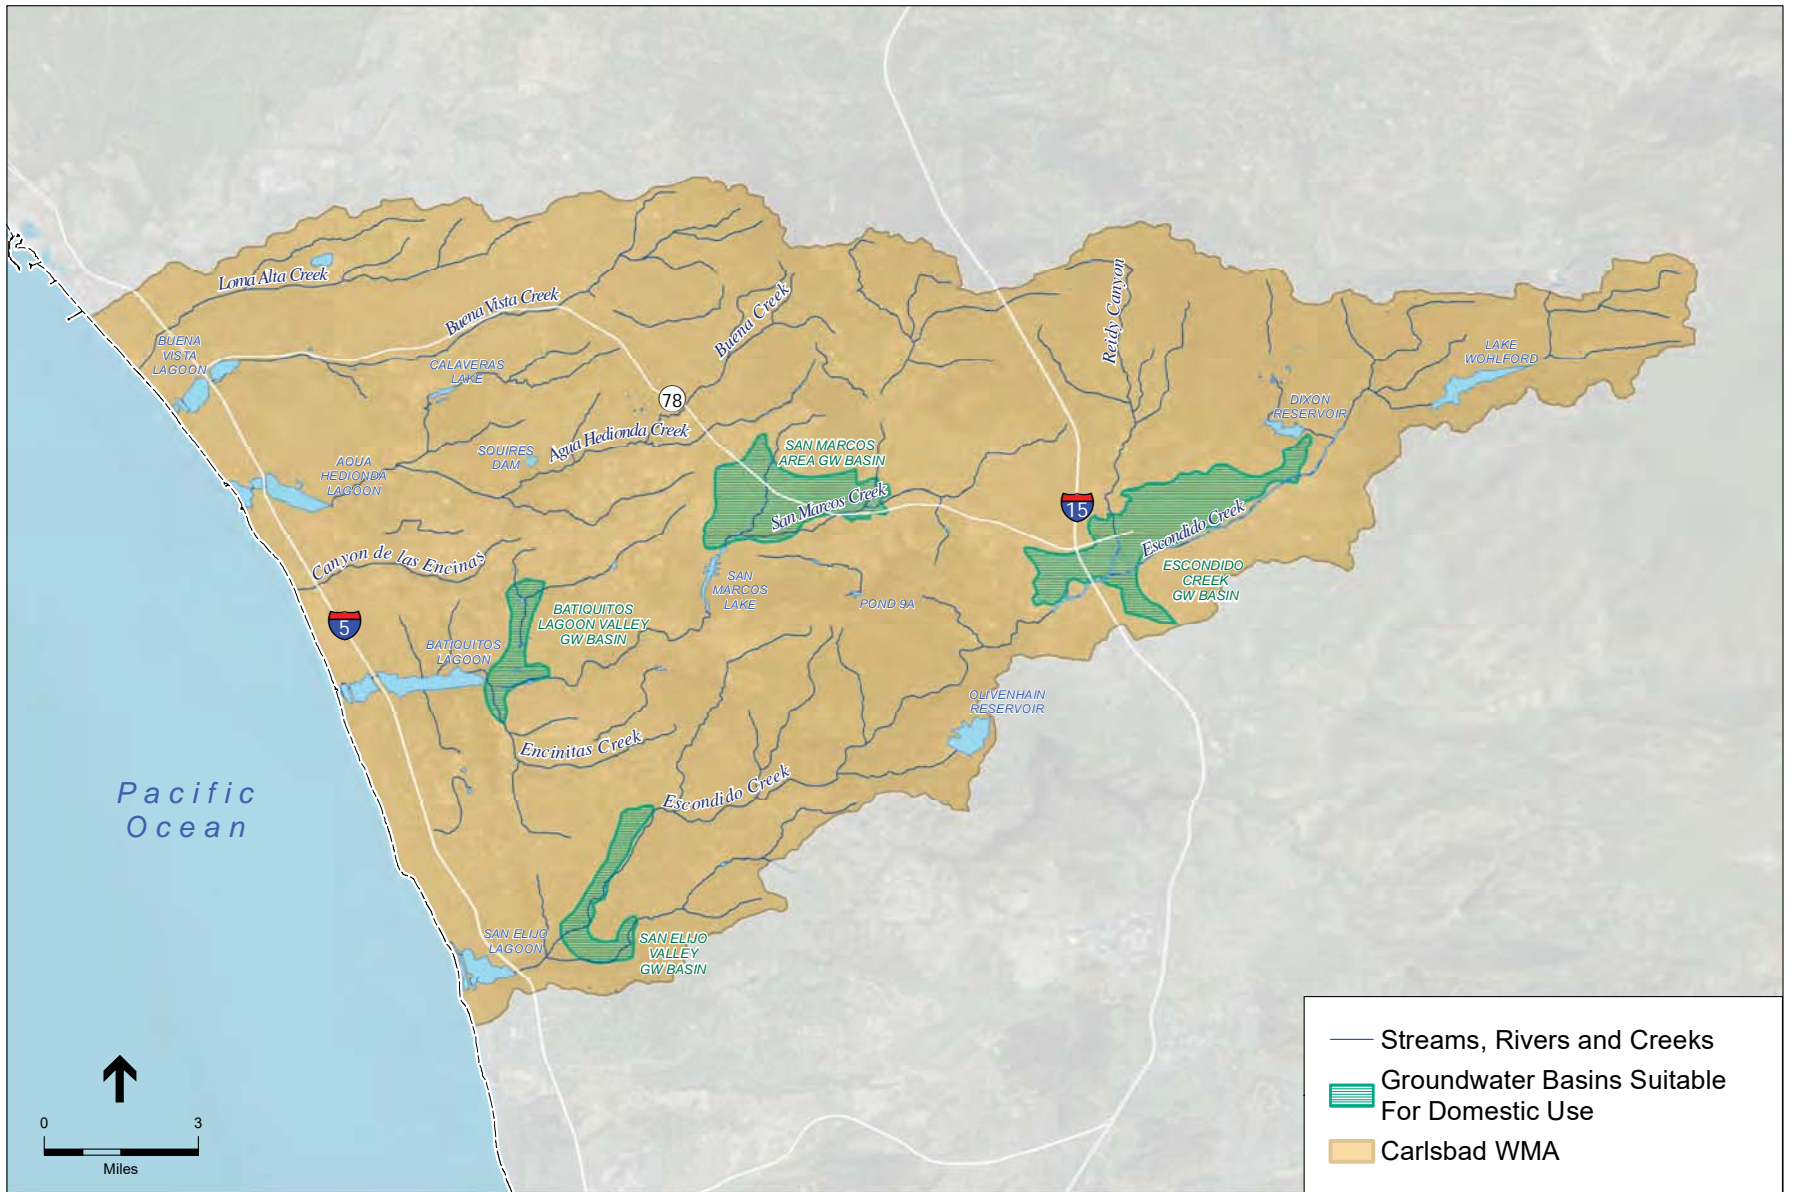 Loma Alta Creek
Buena Vista Creek
Buena Creek
Reidy Canyon
BUENA
VISTA
LAGOON
CALAVERAS
LAKE
LAKE
WOHLFORD
78
DIXON
RESERVOIR
Agua Hedionda Creek
SQUIRES
DAM
SAN MARCOS
AREA GW BASIN
AQUA
HEDIONDA
LAGOON
San Marcos Creek
15
Escondido Creek
Canyon de las Encinas
ESCONDIDO
CREEK
GW BASIN
SAN
MARCOS
LAKE
POND 9A
BATIQUITOS
LAGOON VALLEY
GW BASIN
5
BATIQUITOS
LAGOON
OLIVENHAIN
RESERVOIR
Encinitas Creek
Escondido Creek
Pacific
Ocean
SAN ELIJO
LAGOON
SAN ELIJO
VALLEY
GW BASIN
0 3
Miles
Streams, Rivers and Creeks
Groundwater Basins Suitable
For Domestic Use
Carlsbad WMA